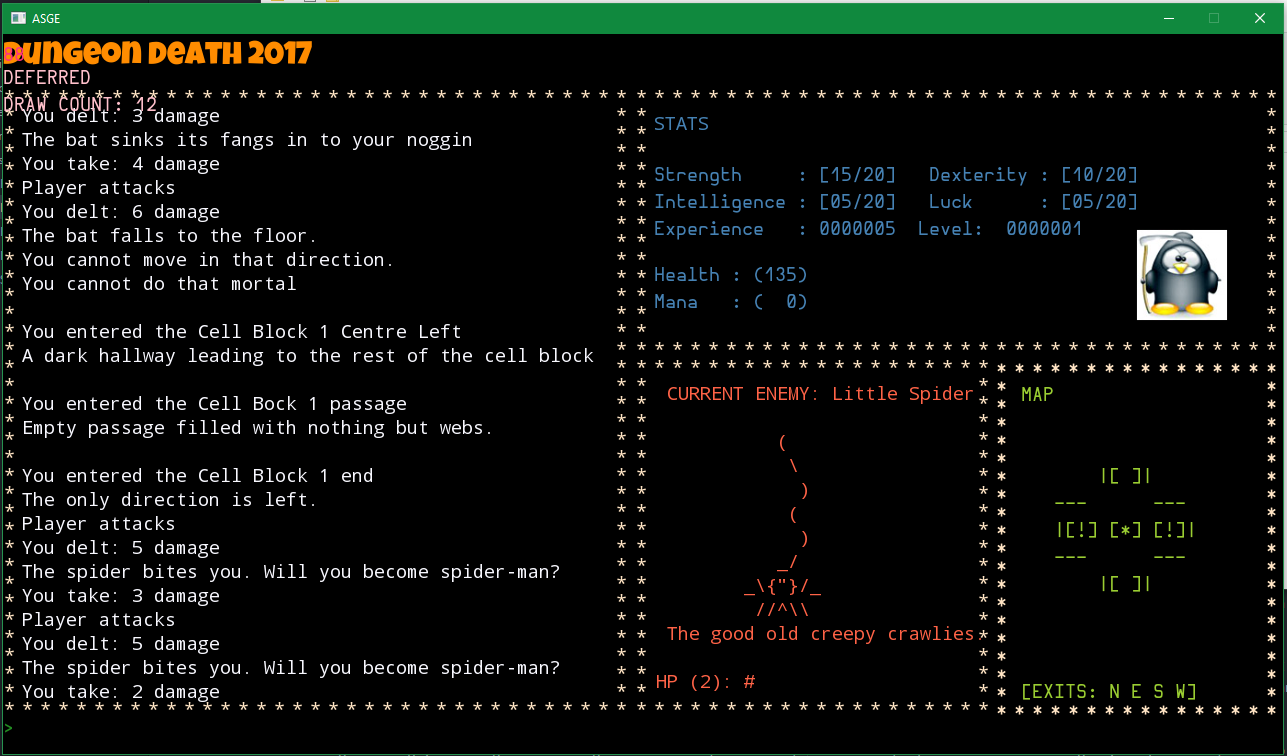 ASGE
DUNGEON DEATH 2017
DEFERRED
DRAW COUNT: 12
You delt: 3 damage
The bat sinks its fangs in to your noggin
You take: 4 damage
Player attacks
You delt: 6 damage
The bat falls to the floor.
You cannot move in that direction.
You cannot do that mortal
You entered the Cell Block 1 Centre Left
A dark hallway leading to the rest of the cell block
You entered the Cell Bock 1 passage
Empty passage filled with nothing but webs.
You entered the Cell Block 1 end
The only direction is left.
Player attacks
You delt: 5 damage
The spider bites you. Will you become spider-man?
You take: 3 damage
Player attacks
You delt: 5 damage
The spider bites you. Will you become spider-man?
You take: 2 damage
>
STATS
Strength     : [15/20]   Dexterity : [10/20]
Intelligence : [05/20]   Luck      : [05/20]
Experience   : 0000005  Level:  0000001
Health : (135)
Mana   : (  0)
CURRENT ENEMY: Little Spider
(
\
)
(
)
_/
_\{"}/_
//^\\
The good old creepy crawlies
HP (2): #
MAP
|[ ]|
---      ---
|[!] [*] [!]|
---      ---
|[ ]|
[EXITS: N E S W]